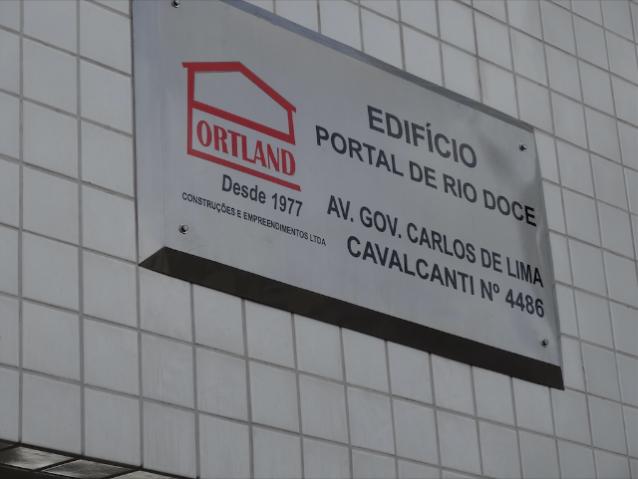 ORTLAND
Desde 1977
CONSTRUÇÕES E EMPREENDIMENTOS LTDA
EDIFÍCIO
PORTAL DE RIO DOCE
AV. GOV. CARLOS DE LIMA
CAVALCANTI Nº 4486